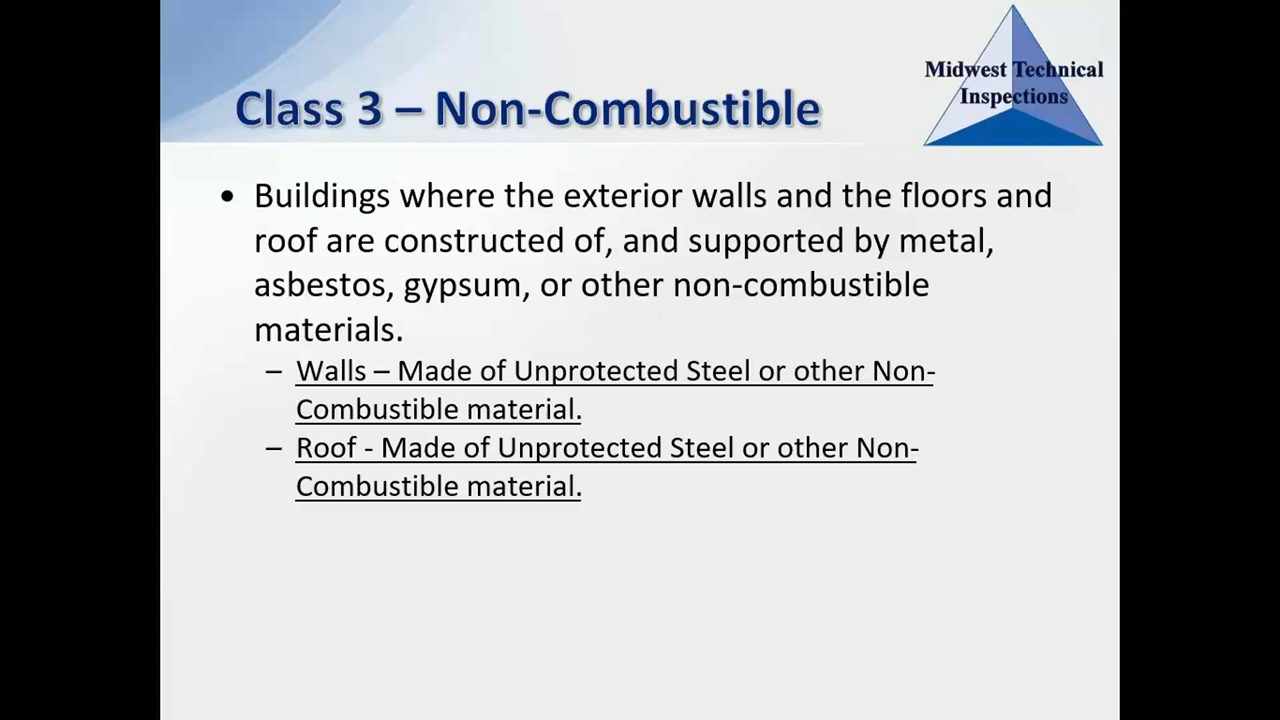 Midwest Technical
Inspections
Class 3 – Non-Combustible
• Buildings where the exterior walls and the floors and
roof are constructed of, and supported by metal,
asbestos, gypsum, or other non-combustible
materials.
– Walls – Made of Unprotected Steel or other Non-
Combustible material.
– Roof - Made of Unprotected Steel or other Non-
Combustible material.